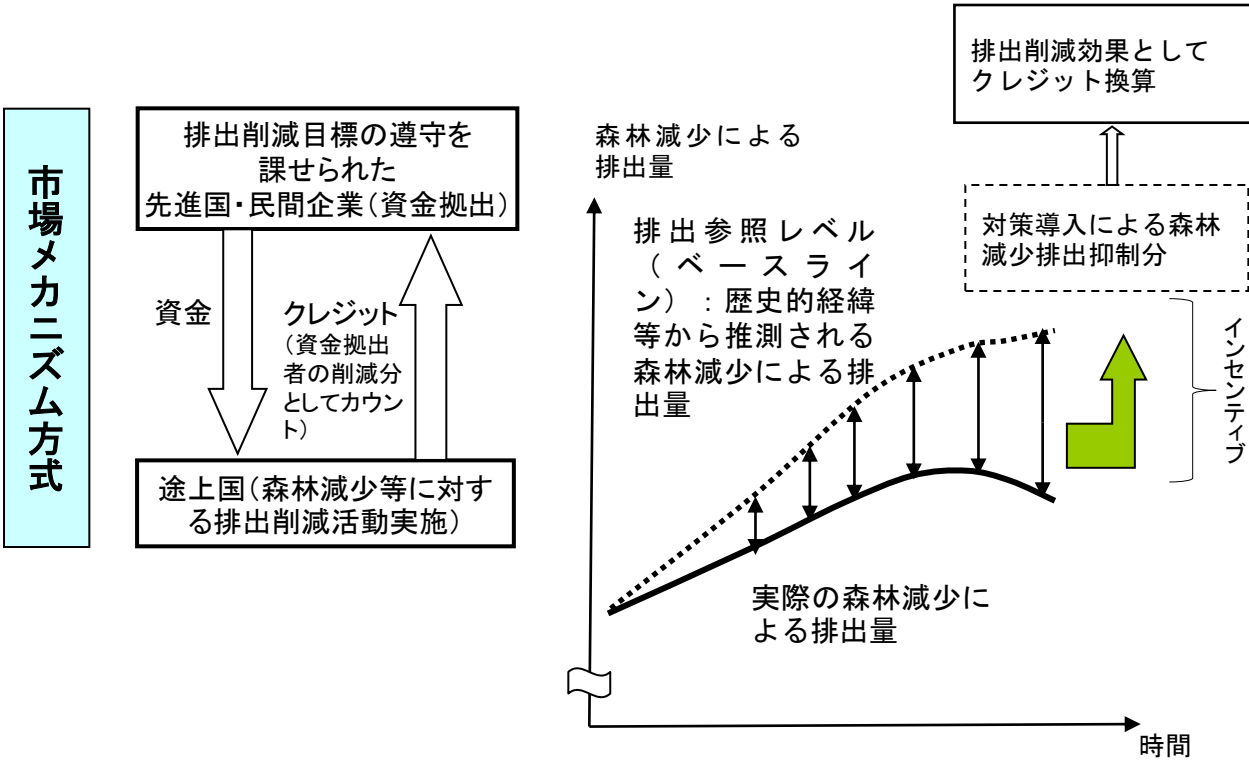 市場メカニズム方式
排出削減目標の遵守を
課せられた
先進国・民間企業(資金拠出)
資金
クレジット
(資金拠出
者の削減分
としてカウン
ト)
途上国(森林減少等に対す
る排出削減活動実施)
森林減少による
排出量
排出参照レベル
(ベースライ
ン):歴史的経緯
等から推測される
森林減少による排
出量
実際の森林減少に
よる排出量
時間
排出削減効果として
クレジット換算
対策導入による森林
減少排出抑制分
インセンティブ